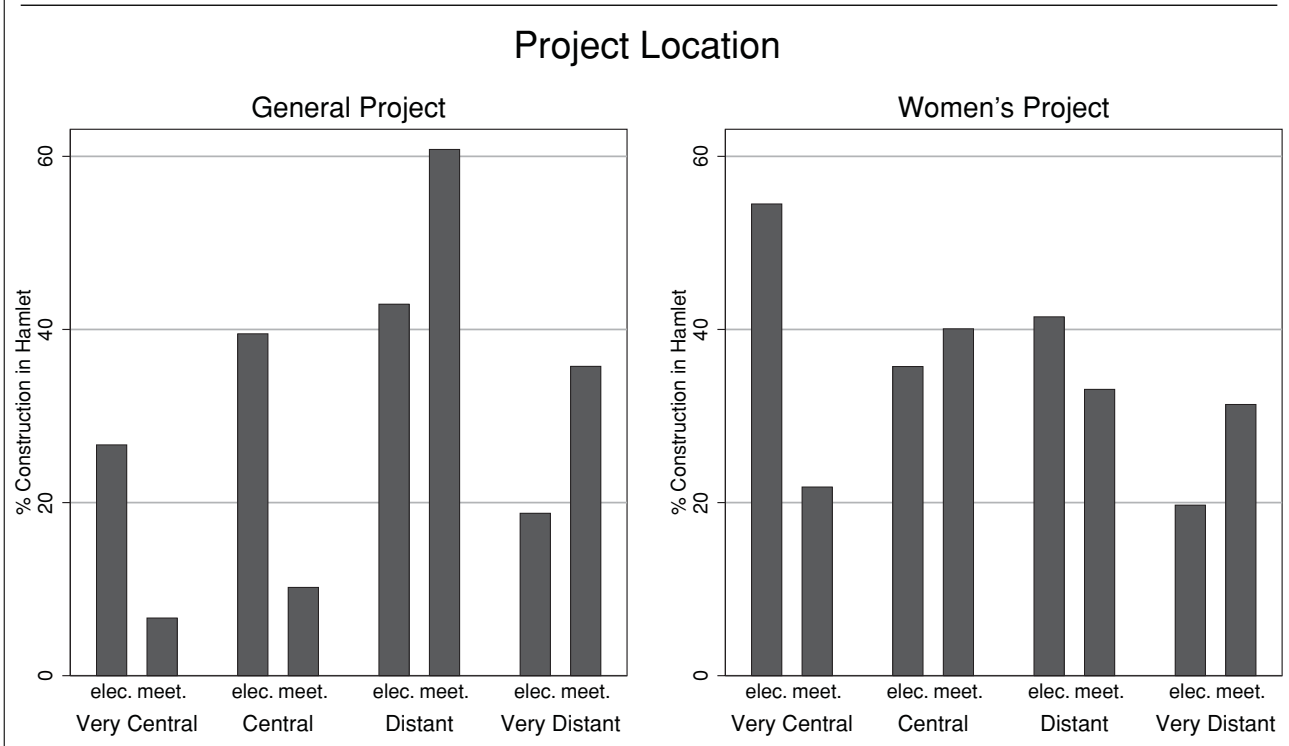 Project Location
General Project
% Construction in Hamlet
60
40
20
0
elec. meet. elec. meet. elec. meet. elec. meet.
Very Central Central Distant Very Distant
Women's Project
% Construction in Hamlet
60
40
20
0
elec. meet. elec. meet. elec. meet. elec. meet.
Very Central Central Distant Very Distant